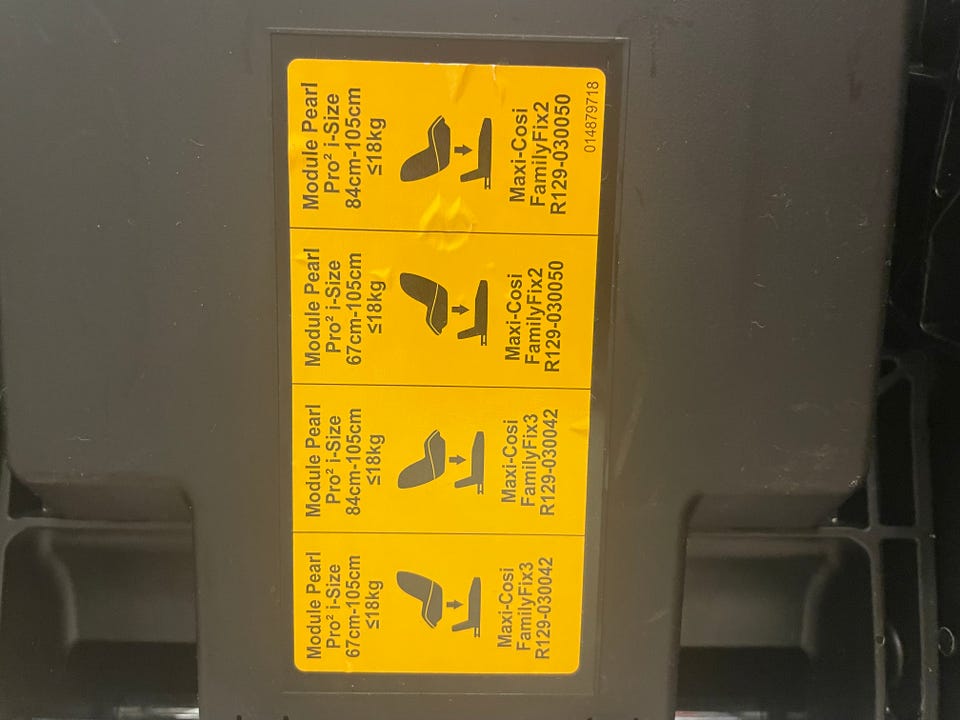 Module Pearl
Pro² i-Size
67cm-105cm
≤18kg
Maxi-Cosi
FamilyFix3
R129-030042
Module Pearl
Pro² i-Size
84cm-105cm
≤18kg
Maxi-Cosi
FamilyFix3
R129-030042
Module Pearl
Pro² i-Size
67cm-105cm
≤18kg
Maxi-Cosi
FamilyFix2
R129-030050
Module Pearl
Pro² i-Size
84cm-105cm
≤18kg
Maxi-Cosi
FamilyFix2
R129-030050
014879718